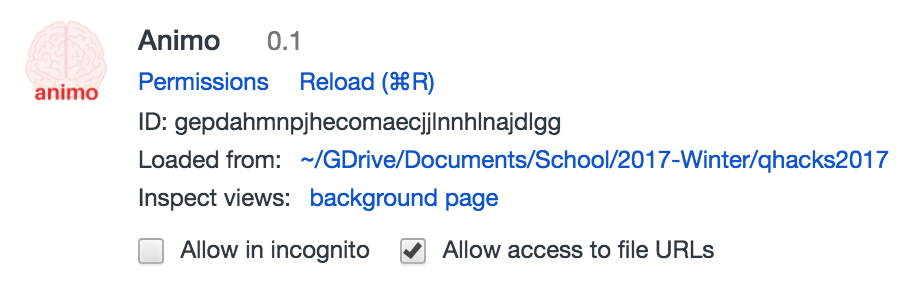 animo
Animo 0.1
Permissions Reload (⌘R)
ID: gepdahmnpjhecomaecjjlnnhlnajdlgg
Loaded from: ~/GDrive/Documents/School/2017-Winter/qhacks2017
Inspect views: background page
Allow in incognito Allow access to file URLs